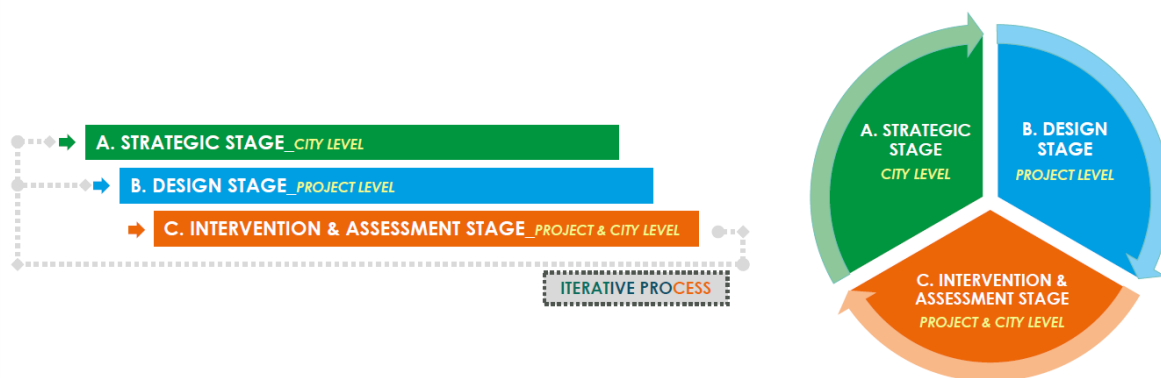 A. STRATEGIC STAGE_CITY LEVEL
B. DESIGN STAGE_PROJECT LEVEL
C. INTERVENTION & ASSESSMENT STAGE_PROJECT & CITY LEVEL
ITERATIVE PROCESS
A. STRATEGIC
STAGE
CITY LEVEL
B. DESIGN
STAGE
PROJECT LEVEL
C. INTERVENTION &
ASSESSMENT STAGE
PROJECT & CITY LEVEL